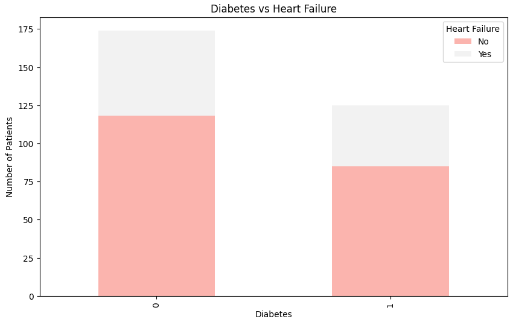 Diabetes vs Heart Failure
Heart Failure
No
Yes
175
150
125
100
75
50
25
0
Number of Patients
0
1
Diabetes